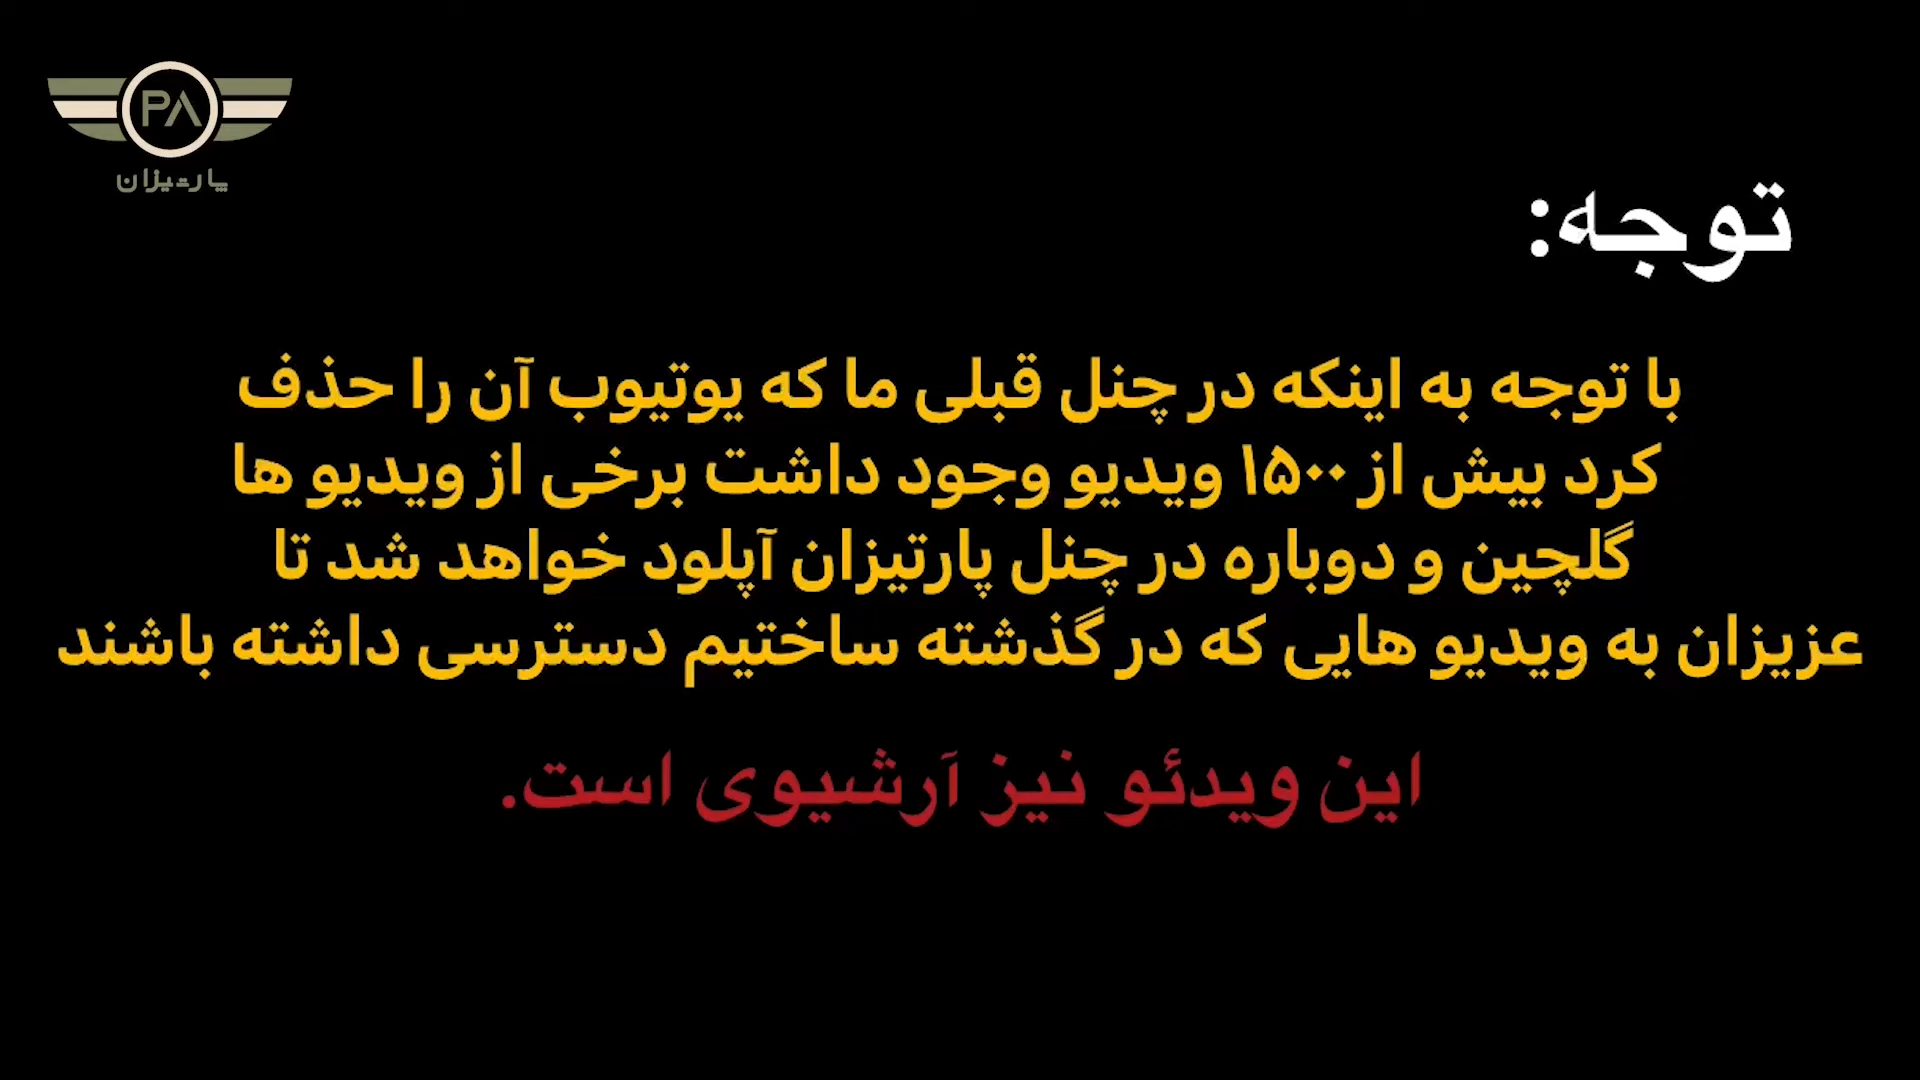 PA
پارتیزان
توجه:
با توجه به اینکه در چنل قبلی ما که یوتیوب آن را حذف
کرد بیش از ۱۵۰۰ ویدیو وجود داشت برخی از ویدیو ها
گلچین و دوباره در چنل پارتیزان آپلود خواهد شد تا
عزیزان به ویدیو هایی که در گذشته ساختیم دسترسی داشته باشند
این ویدئو نیز آرشیوی است.